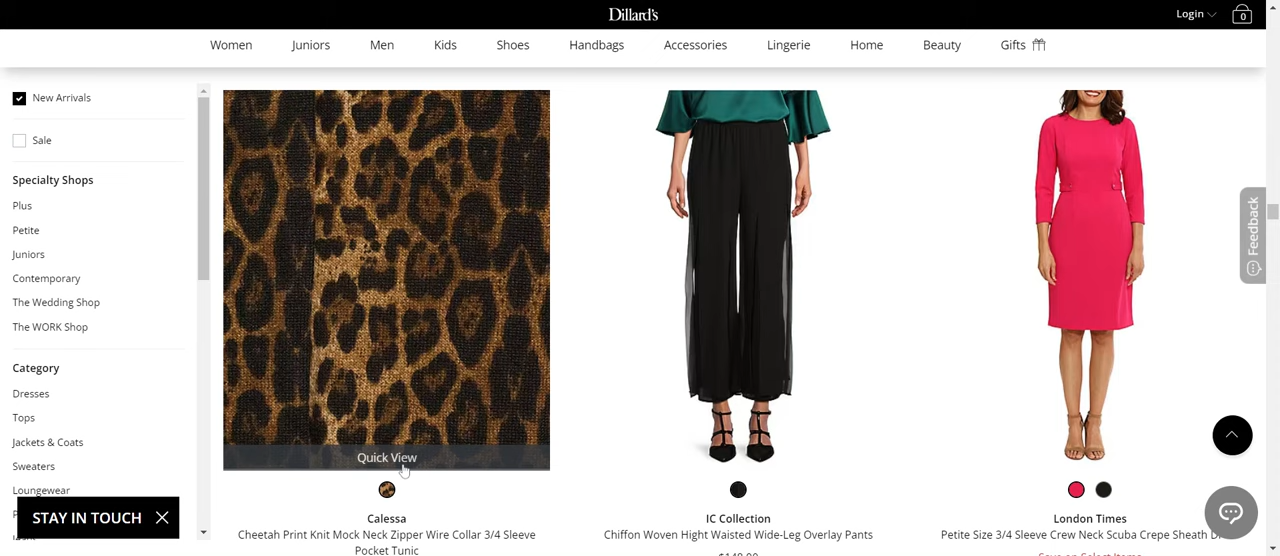 Dillard's
Login
0
Women Juniors Men Kids Shoes Handbags Accessories Lingerie Home Beauty Gifts
New Arrivals
Sale
Specialty Shops
Plus
Petite
Juniors
Contemporary
The Wedding Shop
The WORK Shop
Category
Dresses
Tops
Jackets & Coats
Sweaters
Loungewear
STAY IN TOUCH
Quick View
Calessa
Cheetah Print Knit Mock Neck Zipper Wire Collar 3/4 Sleeve
Pocket Tunic
IC Collection
Chiffon Woven Hight Waisted Wide-Leg Overlay Pants
London Times
Petite Size 3/4 Sleeve Crew Neck Scuba Crepe Sheath
Save on Select Items
Feedback